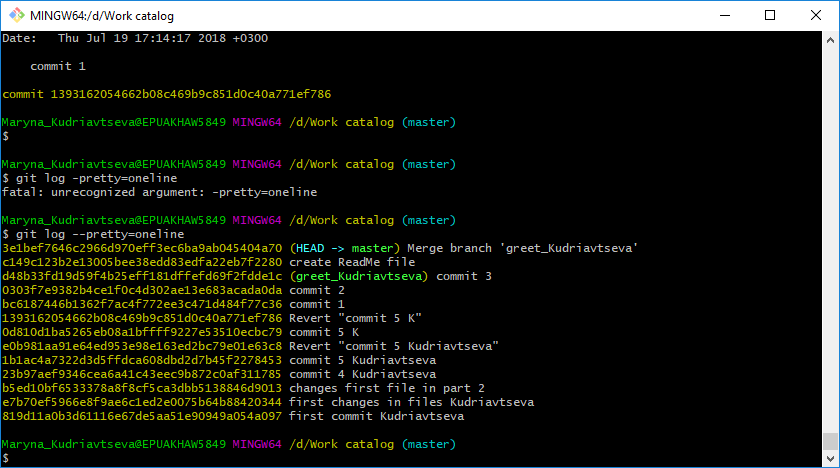 MINGW64:/d/Work catalog
Date:   Thu Jul 19 17:14:17 2018 +0300
commit 1
commit 1393162054662b08c469b9c851d0c40a771ef786
Maryna_Kudriavtseva@EPUAKHAW5849 MINGW64 /d/Work catalog (master)
$
Maryna_Kudriavtseva@EPUAKHAW5849 MINGW64 /d/Work catalog (master)
$ git log -pretty=oneline
fatal: unrecognized argument: -pretty=oneline
Maryna_Kudriavtseva@EPUAKHAW5849 MINGW64 /d/Work catalog (master)
$ git log --pretty=oneline
3e1bef7646c2966d970eff3ec6ba9ab045404a70 (HEAD -> master) Merge branch 'greet_Kudriavtseva'
c149c123b2e13005bee38edd83edfa22eb7f2280 create ReadMe file
d48b33fd19d59f4b25eff181dffefd69f2fdde1c (greet_Kudriavtseva) commit 3
0303f7e9382b4ce1f0c4d302ae13e683acada0da commit 2
bc6187446b1362f7ac4f772ee3c471d484f77c36 commit 1
1393162054662b08c469b9c851d0c40a771ef786 Revert "commit 5 K"
0d810d1ba5265eb08a1bffff9227e53510ecbc79 commit 5 K
e0b981aa91e64ed953e98e163ed2bc79e01e63c8 Revert "commit 5 Kudriavtseva"
1b1ac4a7322d3d5ffdca608dbd2d7b45f2278453 commit 5 Kudriavtseva
23b97aef9346cea6a41c43eec9b872c0af311785 commit 4 Kudriavtseva
b5ed10bf6533378a8f8cf5ca3dbb5138846d9013 changes first file in part 2
e7b70ef5966e8f9ae6c1ed2e0075b64b88420344 first changes in files Kudriavtseva
819d11a0b3d61116e67de5aa51e90949a054a097 first commit Kudriavtseva
Maryna_Kudriavtseva@EPUAKHAW5849 MINGW64 /d/Work catalog (master)
$